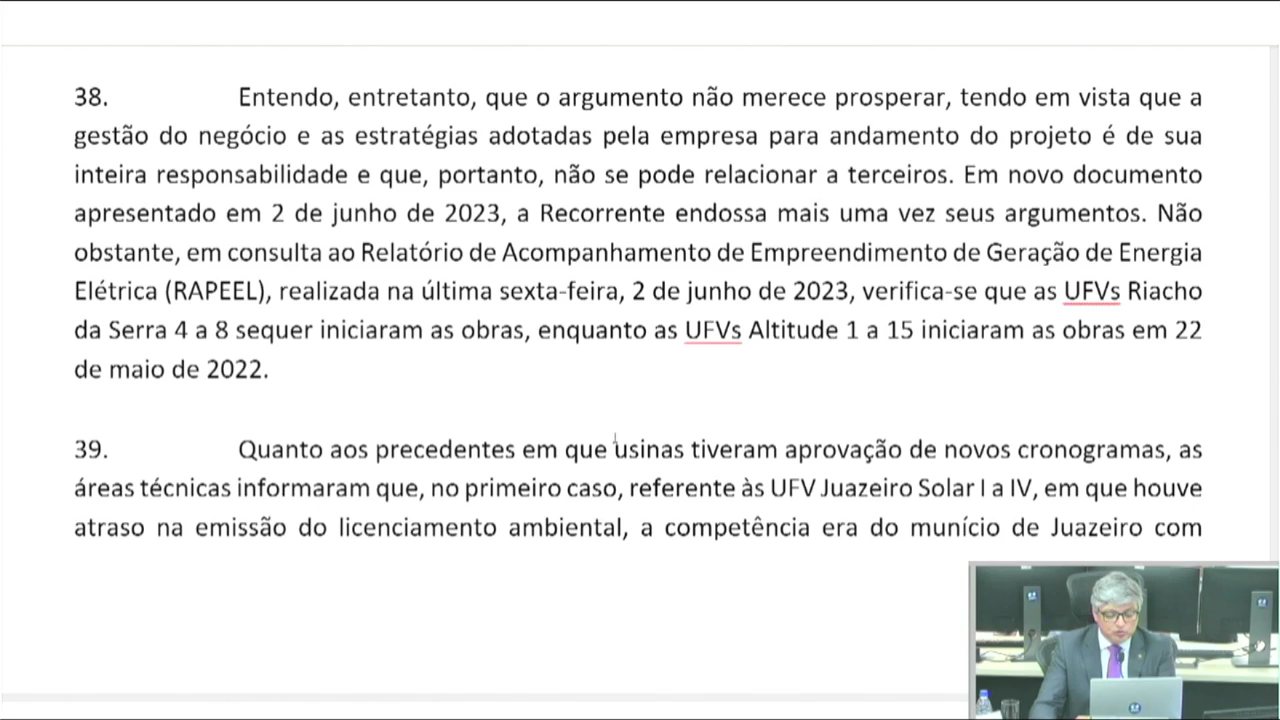 38. Entendo, entretanto, que o argumento não merece prosperar, tendo em vista que a
gestão do negócio e as estratégias adotadas pela empresa para andamento do projeto é de sua
inteira responsabilidade e que, portanto, não se pode relacionar a terceiros. Em novo documento
apresentado em 2 de junho de 2023, a Recorrente endossa mais uma vez seus argumentos. Não
obstante, em consulta ao Relatório de Acompanhamento de Empreendimento de Geração de Energia
Elétrica (RAPEEL), realizada na última sexta-feira, 2 de junho de 2023, verifica-se que as UFVs Riacho
da Serra 4 a 8 sequer iniciaram as obras, enquanto as UFVs Altitude 1 a 15 iniciaram as obras em 22
de maio de 2022.
39. Quanto aos precedentes em que usinas tiveram aprovação de novos cronogramas, as
áreas técnicas informaram que, no primeiro caso, referente às UFV Juazeiro Solar I a IV, em que houve
atraso na emissão do licenciamento ambiental, a competência era do munício de Juazeiro com